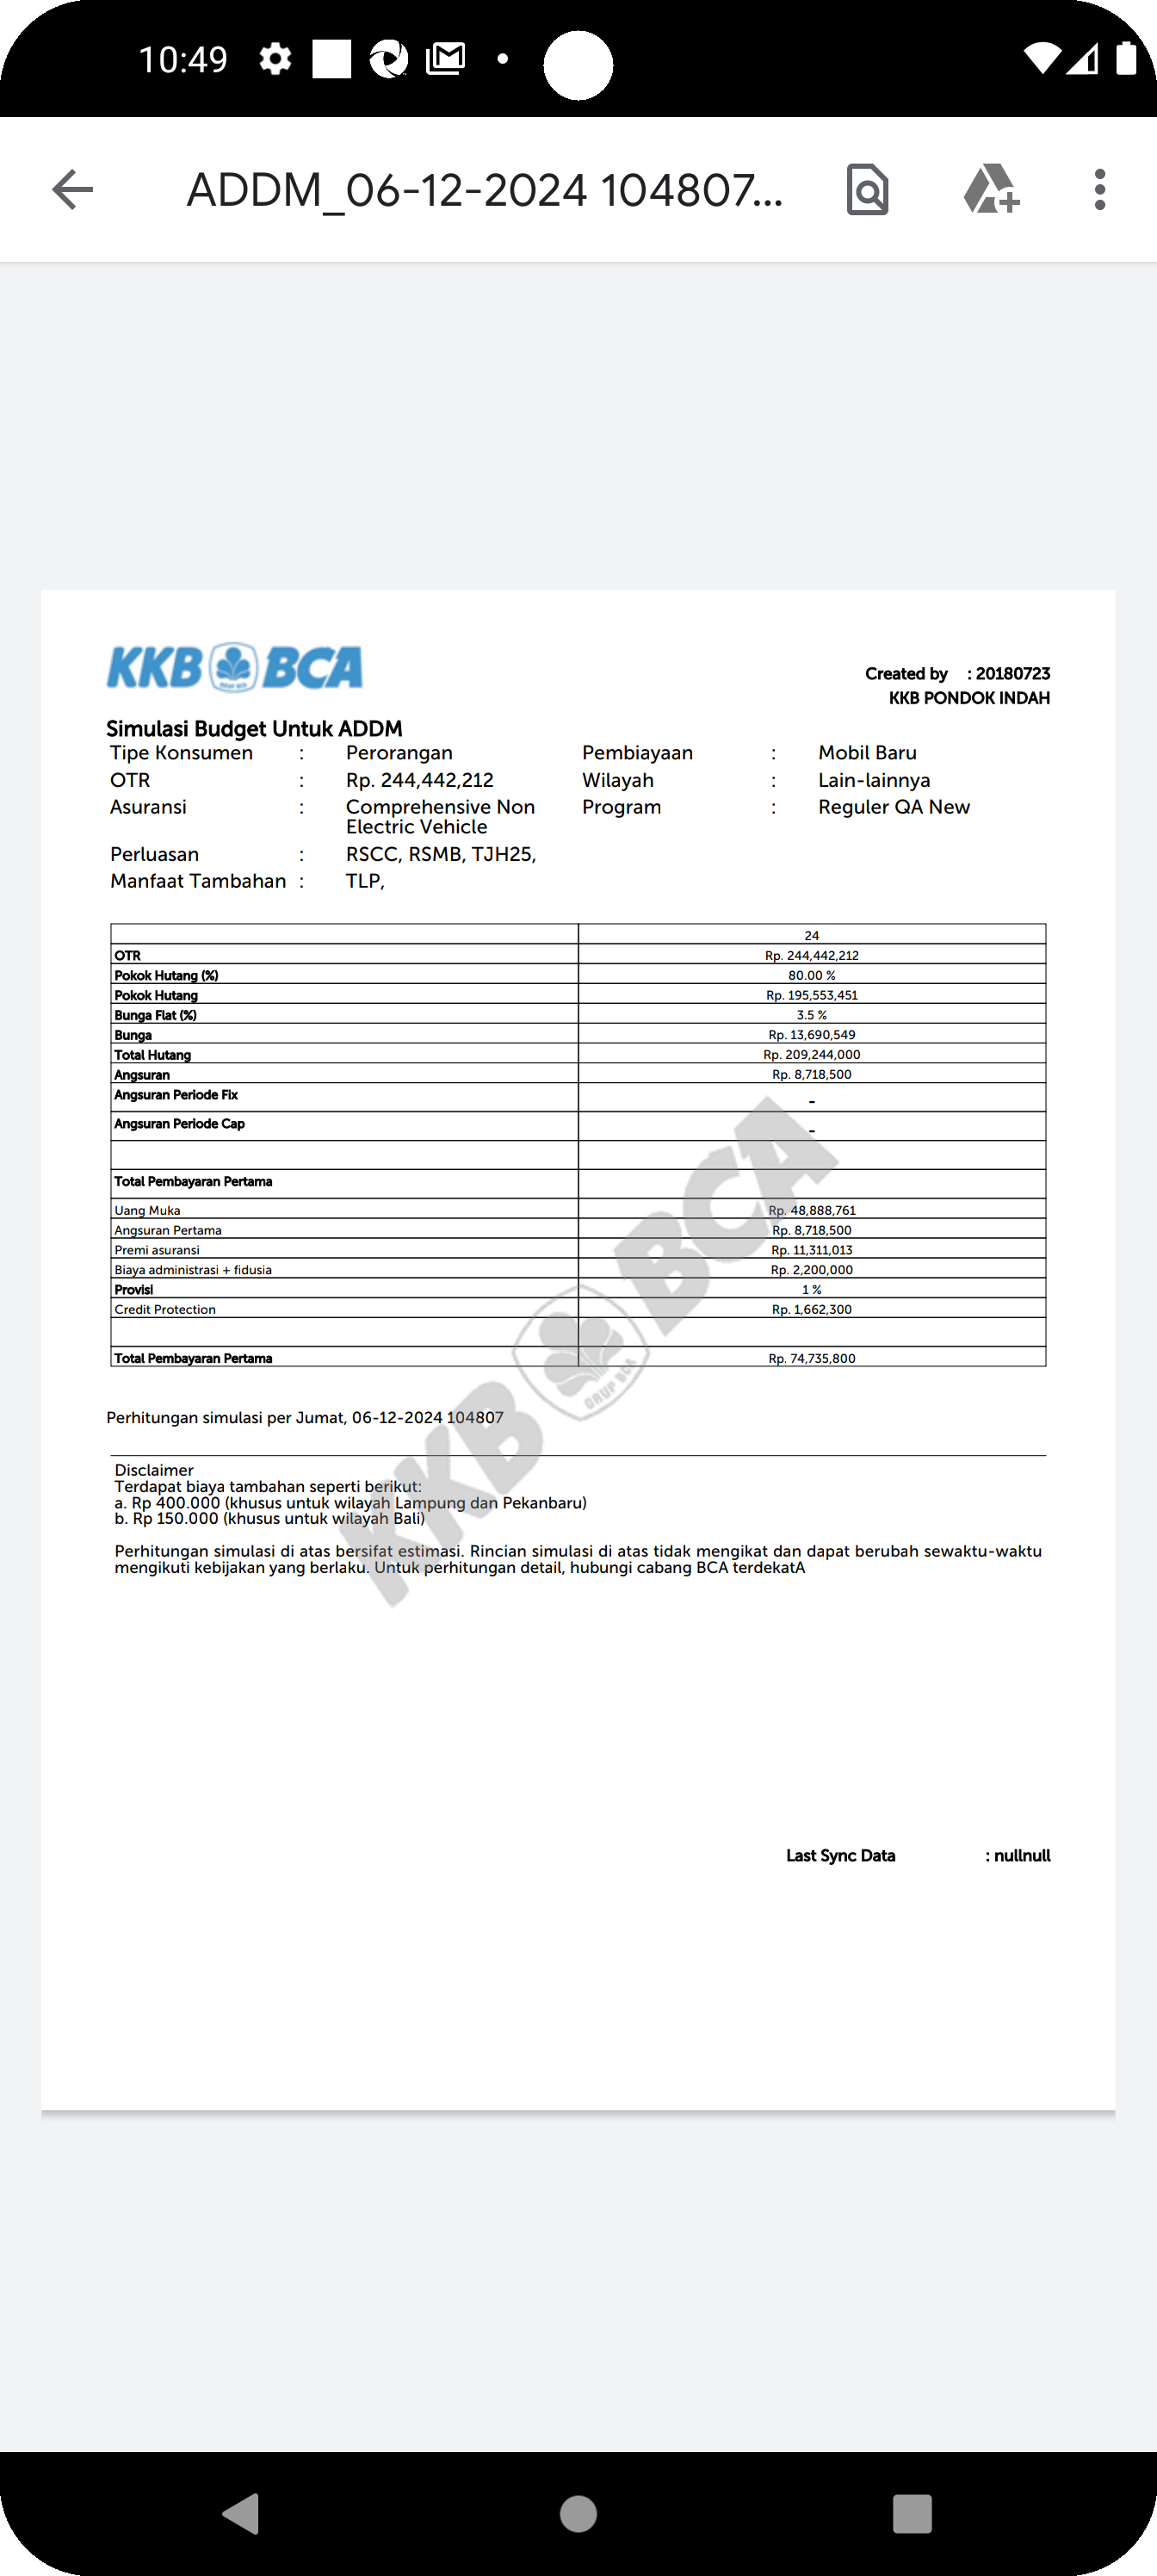 10:49
ADDM_06-12-2024 104807...
KKB BCA
GRUP BCA
Created by : 20180723
KKB PONDOK INDAH
Simulasi Budget Untuk ADDM
Tipe Konsumen : Perorangan Pembiayaan : Mobil Baru
OTR : Rp. 244,442,212 Wilayah : Lain-lainnya
Asuransi : Comprehensive Non Program : Reguler QA New
Electric Vehicle
Perluasan : RSCC, RSMB, TJH25,
Manfaat Tambahan : TLP,
24
OTR Rp. 244,442,212
Pokok Hutang (%) 80.00 %
Pokok Hutang Rp. 195,553,451
Bunga Flat (%) 3.5 %
Bunga Rp. 13,690,549
Total Hutang Rp. 209,244,000
Angsuran Rp. 8,718,500
Angsuran Periode Fix -
Angsuran Periode Cap -
Total Pembayaran Pertama
Uang Muka Rp. 48,888,761
Angsuran Pertama Rp. 8,718,500
Premi asuransi Rp. 11,311,013
Biaya administrasi + fidusia Rp. 2,200,000
Provisi 1 %
Credit Protection Rp. 1,662,300
Total Pembayaran Pertama Rp. 74,735,800
KKB BCA
GRUP BCA
Perhitungan simulasi per Jumat, 06-12-2024 104807
Disclaimer
Terdapat biaya tambahan seperti berikut:
a. Rp 400.000 (khusus untuk wilayah Lampung dan Pekanbaru)
b. Rp 150.000 (khusus untuk wilayah Bali)
Perhitungan simulasi di atas bersifat estimasi. Rincian simulasi di atas tidak mengikat dan dapat berubah sewaktu-waktu
mengikuti kebijakan yang berlaku. Untuk perhitungan detail, hubungi cabang BCA terdekatA
Last Sync Data : nullnull